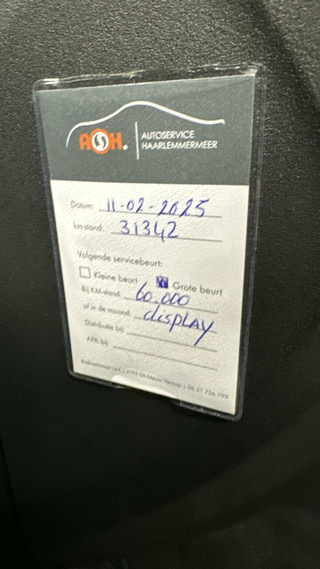 ASH.
AUTOSERVICE
HAARLEMMERMEER
Datum: 11-02-2025
km-stand: 31342
Volgende servicebeurt:
Kleine beurt Grote beurt
Bij KM-stand: 60.000
of in de maand: display
Distributie bij:
APK bij: